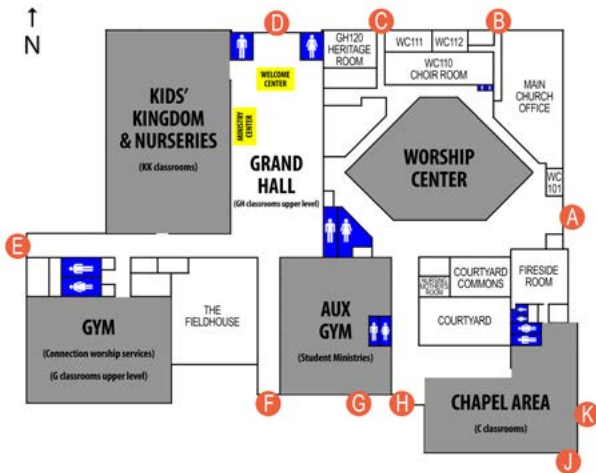 N
D
C
B
GH120
HERITAGE
ROOM
WC111
WC112
WC110
CHOIR ROOM
MAIN
CHURCH
OFFICE
WELCOME
CENTER
MINISTRY
CENTER
KIDS'
KINGDOM
& NURSERIES
(KK classrooms)
GRAND
HALL
(GH classrooms upper level)
WORSHIP
CENTER
WC
101
A
E
GYM
(Connection worship services)
(G classrooms upper level)
THE
FIELDHOUSE
AUX
GYM
(Student Ministries)
NURSING
MOTHER'S
ROOM
COURTYARD
COMMONS
FIRESIDE
ROOM
COURTYARD
F
G
H
CHAPEL AREA
(C classrooms)
K
J